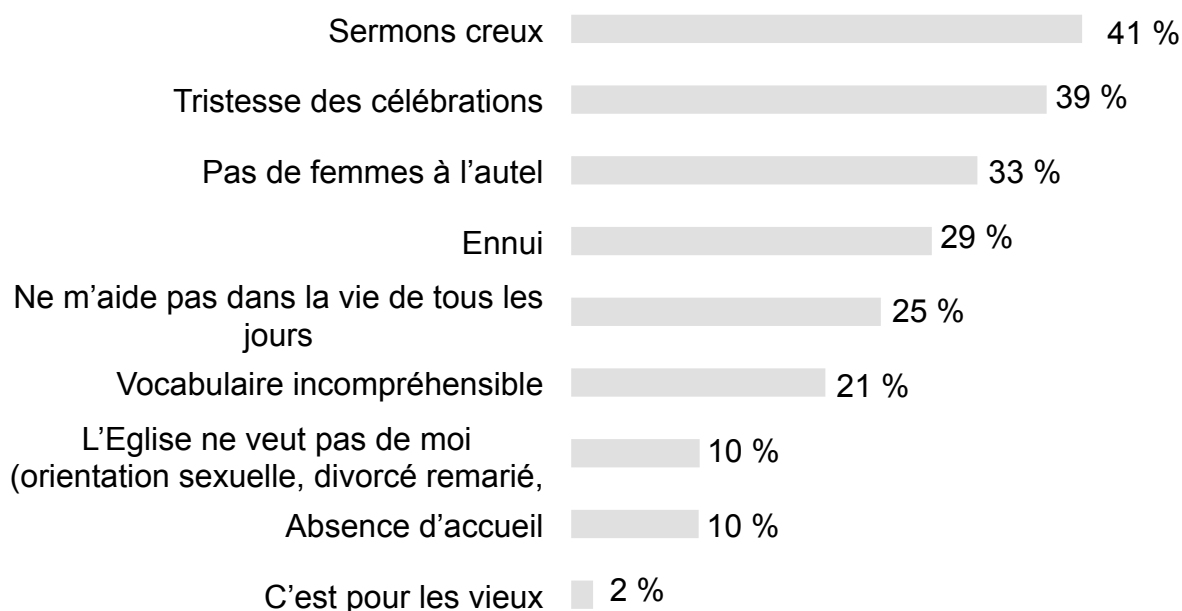 Sermons creux 41 %
Tristesse des célébrations 39 %
Pas de femmes à l’autel 33 %
Ennui 29 %
Ne m’aide pas dans la vie de tous les
jours 25 %
Vocabulaire incompréhensible 21 %
L’Eglise ne veut pas de moi
(orientation sexuelle, divorcé remarié, 10 %
Absence d’accueil 10 %
C’est pour les vieux 2 %